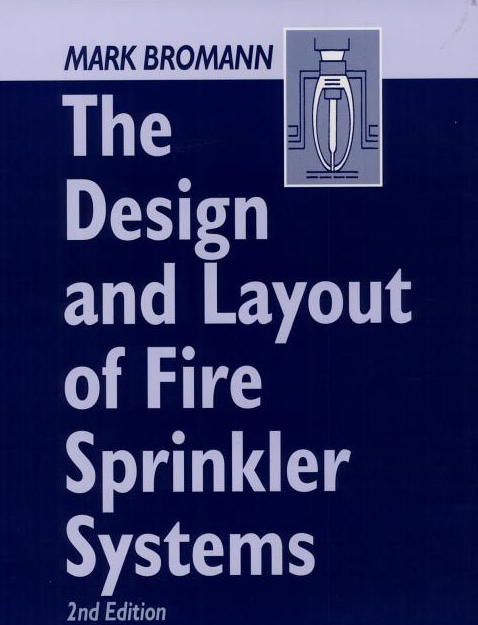 MARK BROMANN
The
Design
and Layout
of Fire
Sprinkler
Systems
2nd Edition